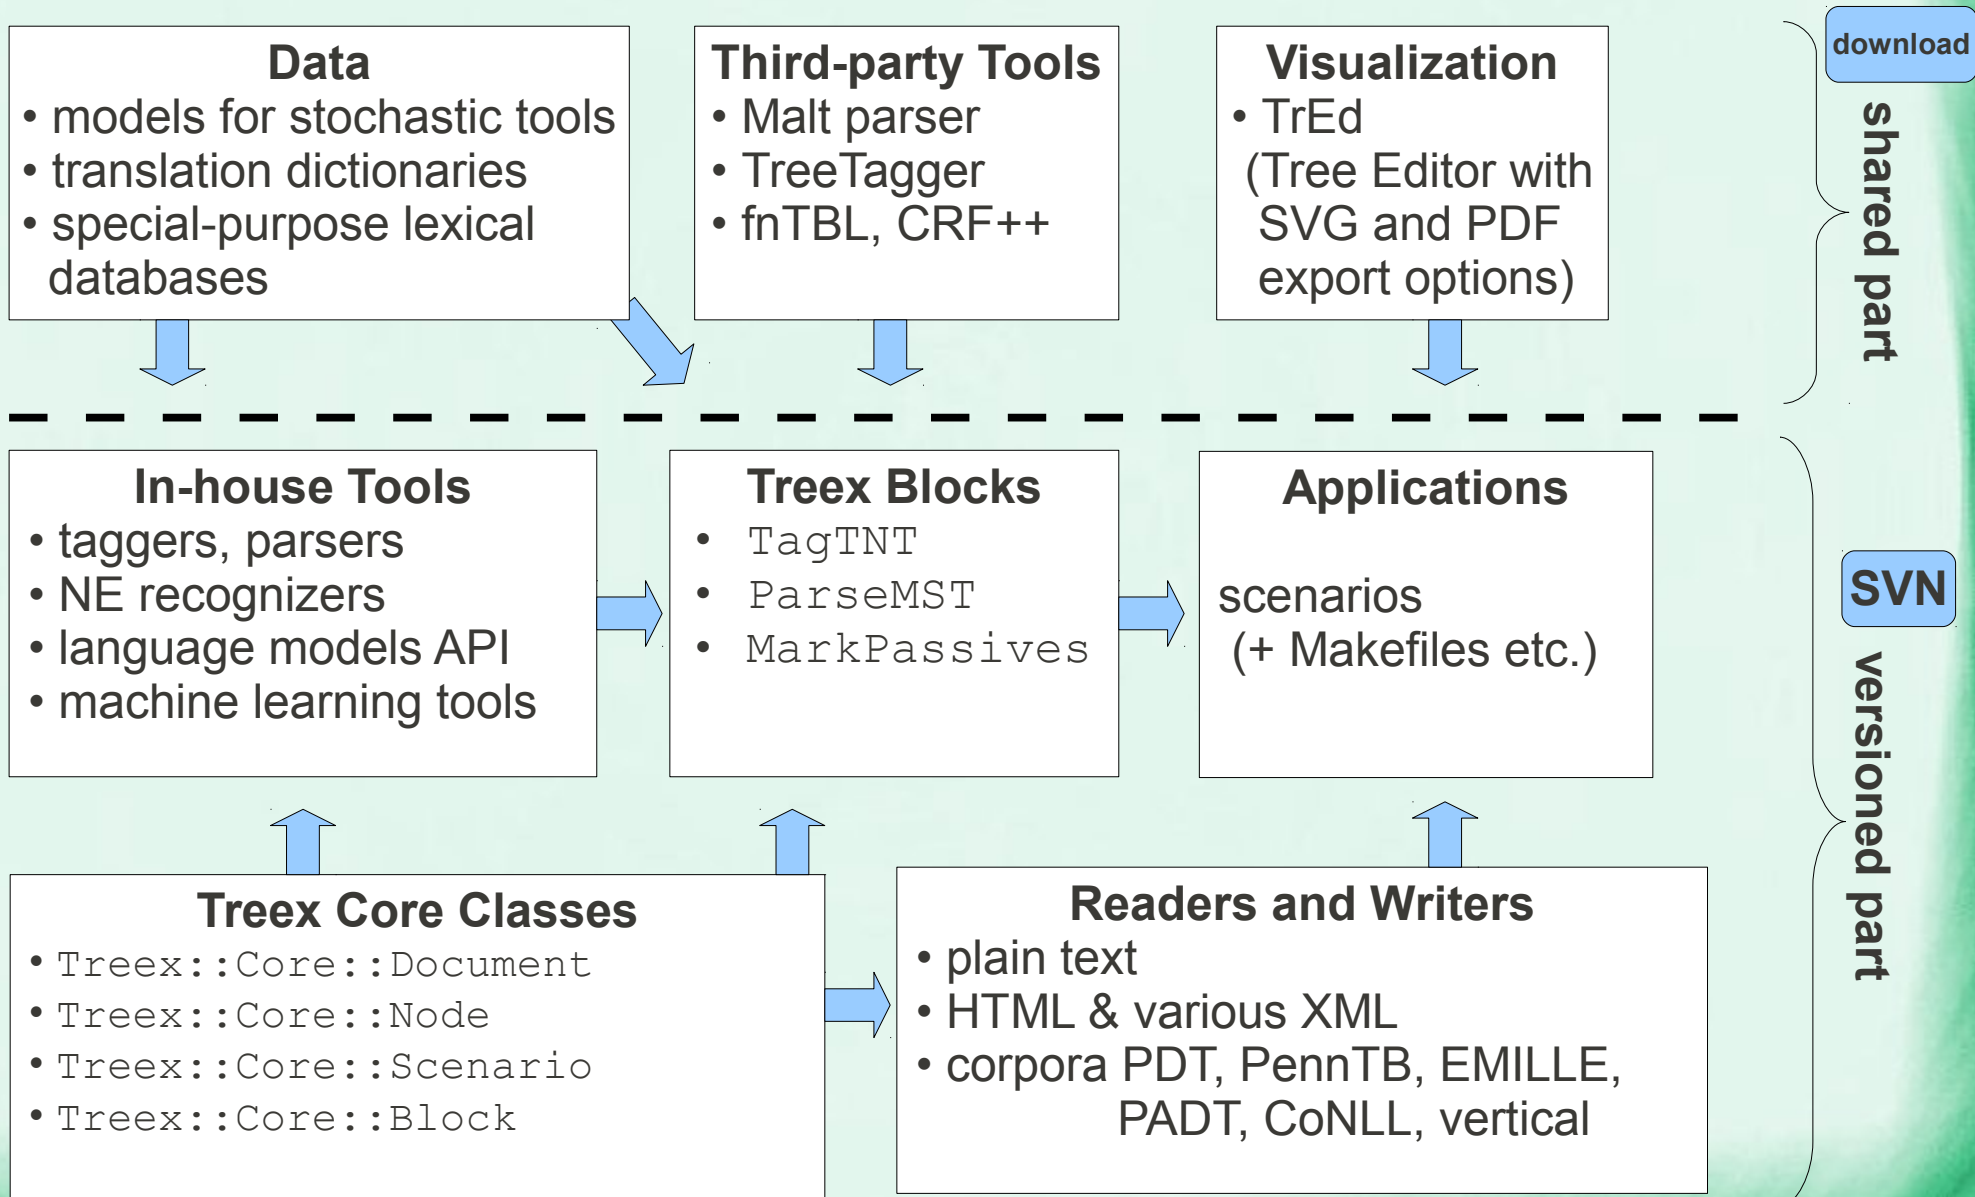 Data
• models for stochastic tools
• translation dictionaries
• special-purpose lexical
databases
Third-party Tools
• Malt parser
• TreeTagger
• fnTBL, CRF++
Visualization
• TrEd
(Tree Editor with
SVG and PDF
export options)
download
shared part
In-house Tools
• taggers, parsers
• NE recognizers
• language models API
• machine learning tools
Treex Blocks
• TagTNT
• ParseMST
• MarkPassives
Applications
scenarios
(+ Makefiles etc.)
SVN
versioned part
Treex Core Classes
• Treex::Core::Document
• Treex::Core::Node
• Treex::Core::Scenario
• Treex::Core::Block
Readers and Writers
• plain text
• HTML & various XML
• corpora PDT, PennTB, EMILLE,
PADT, CoNLL, vertical